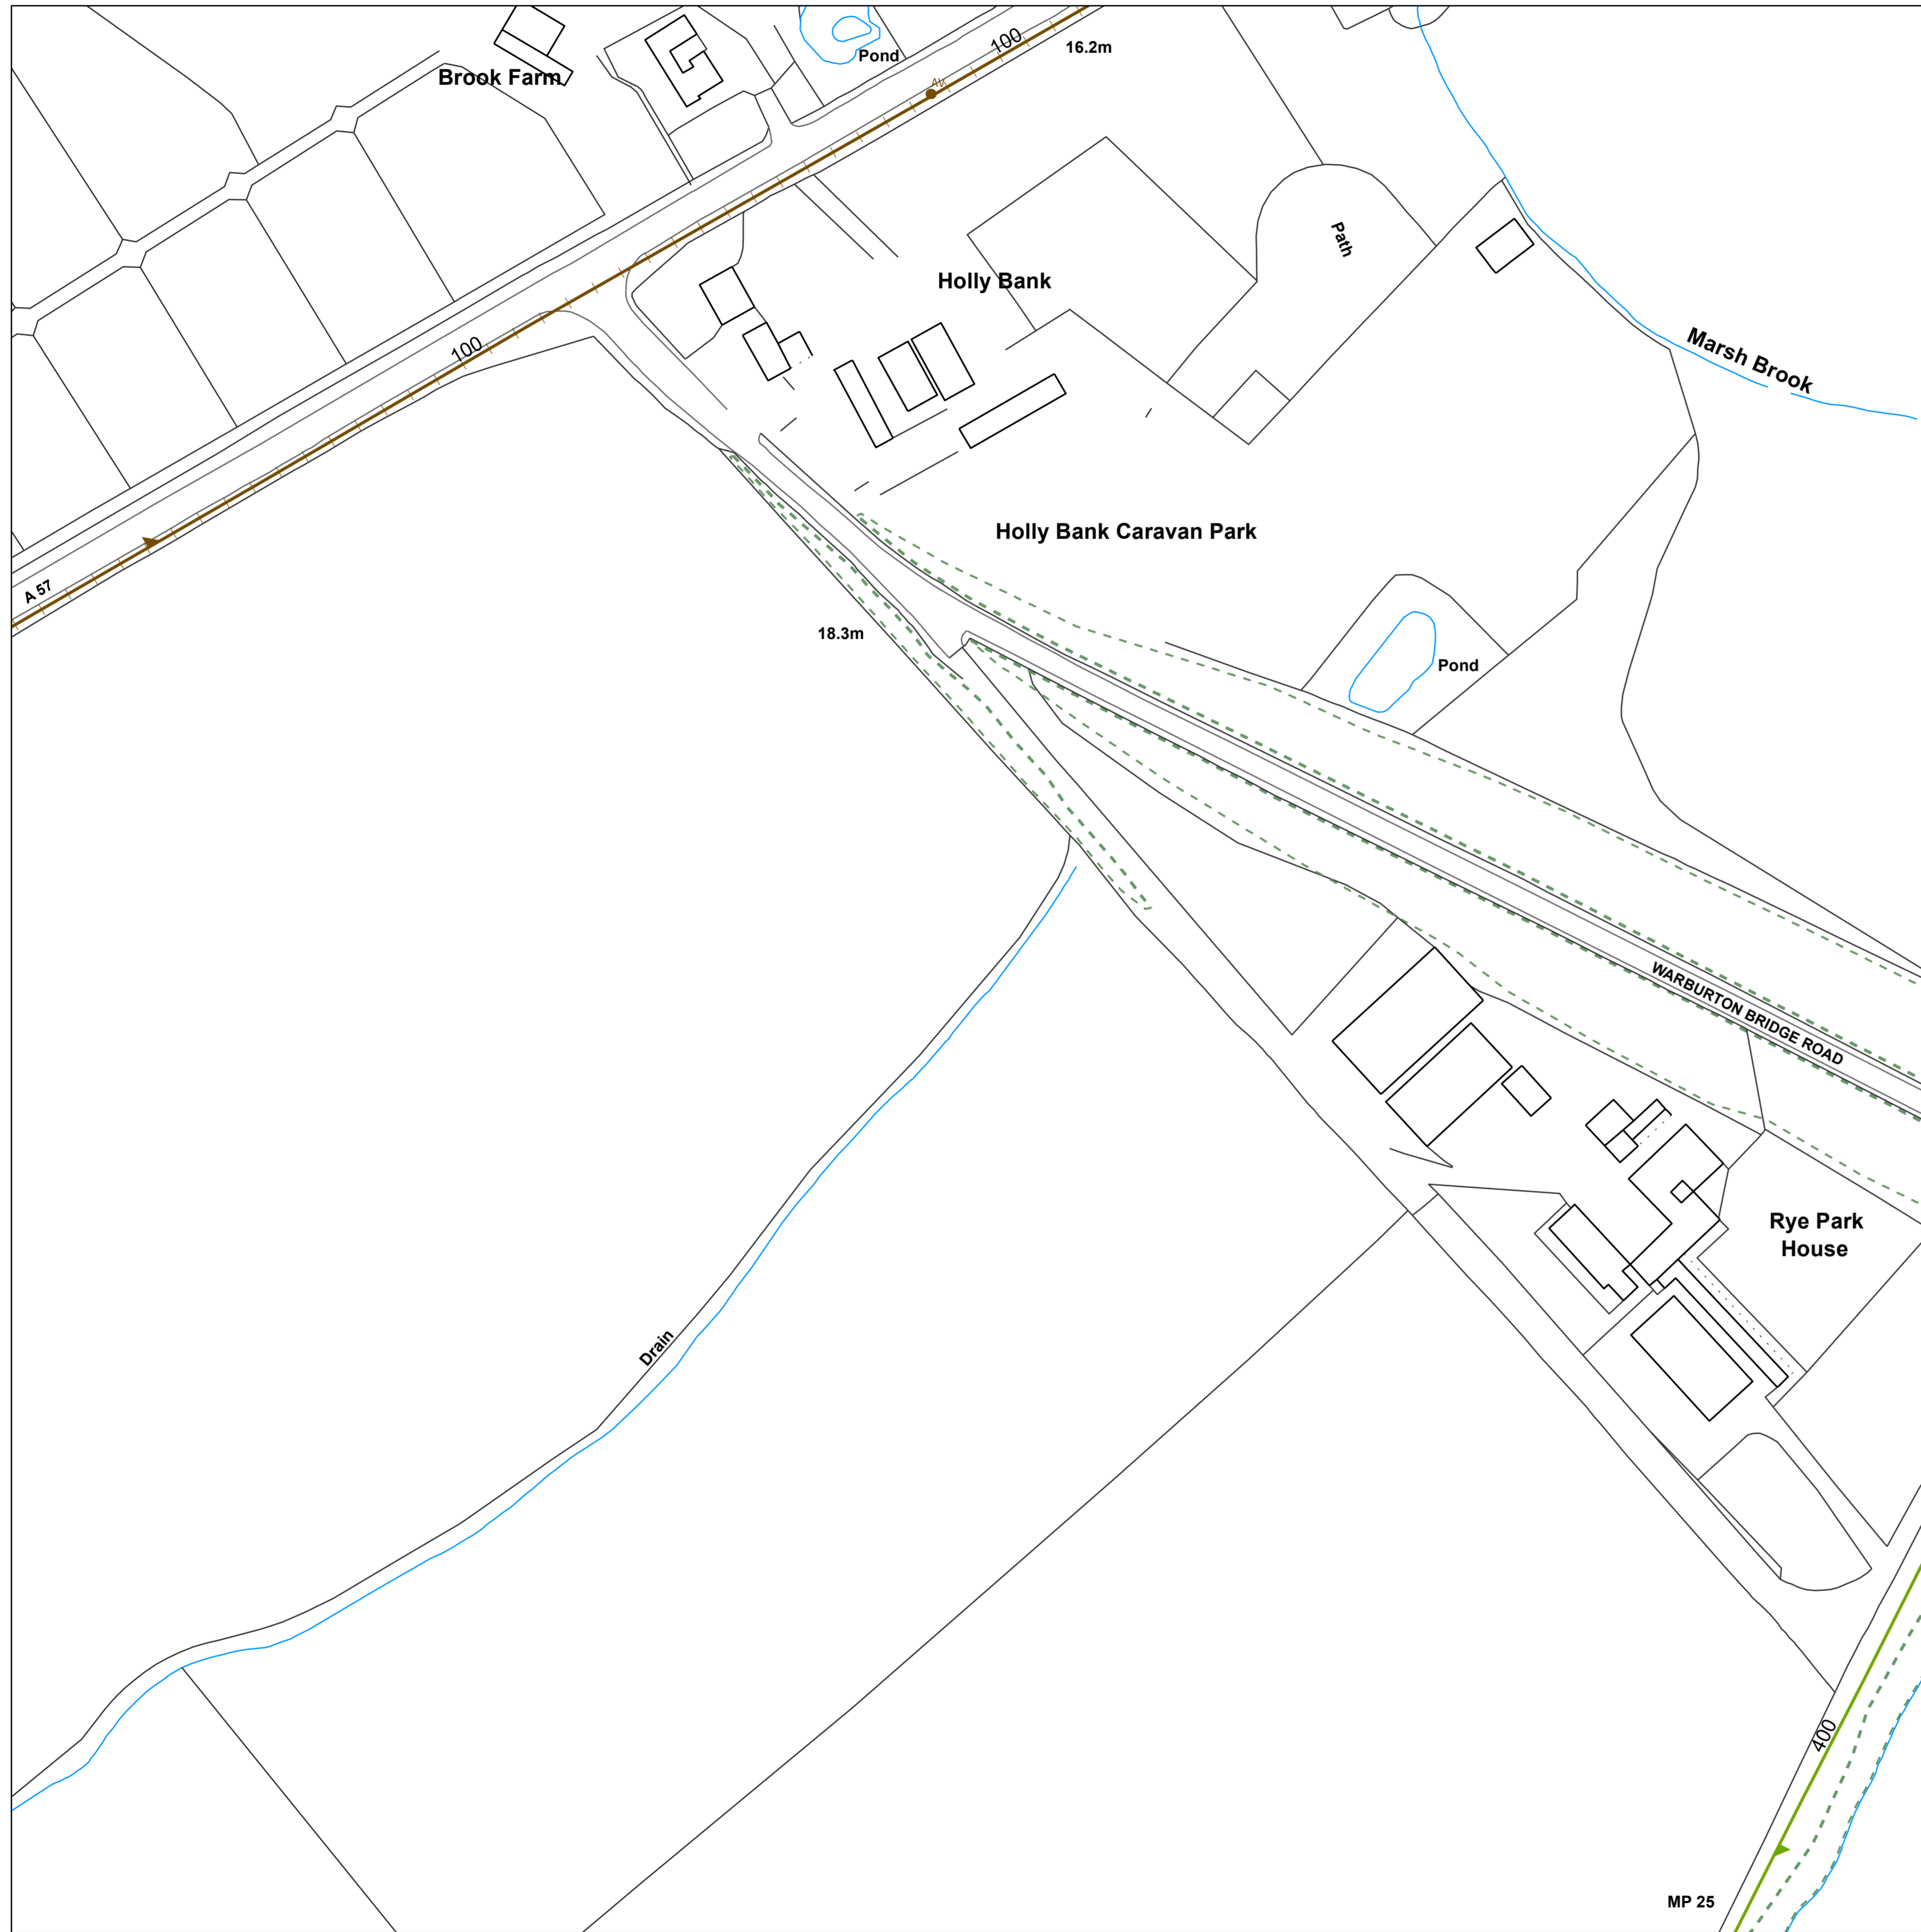 100
16.2m
Pond
Brook Farm
AV
Path
Holly Bank
Marsh Brook
100
Holly Bank Caravan Park
A 57
18.3m
Pond
WARBURTON BRIDGE ROAD
Rye Park
House
Drain
400
MP 25